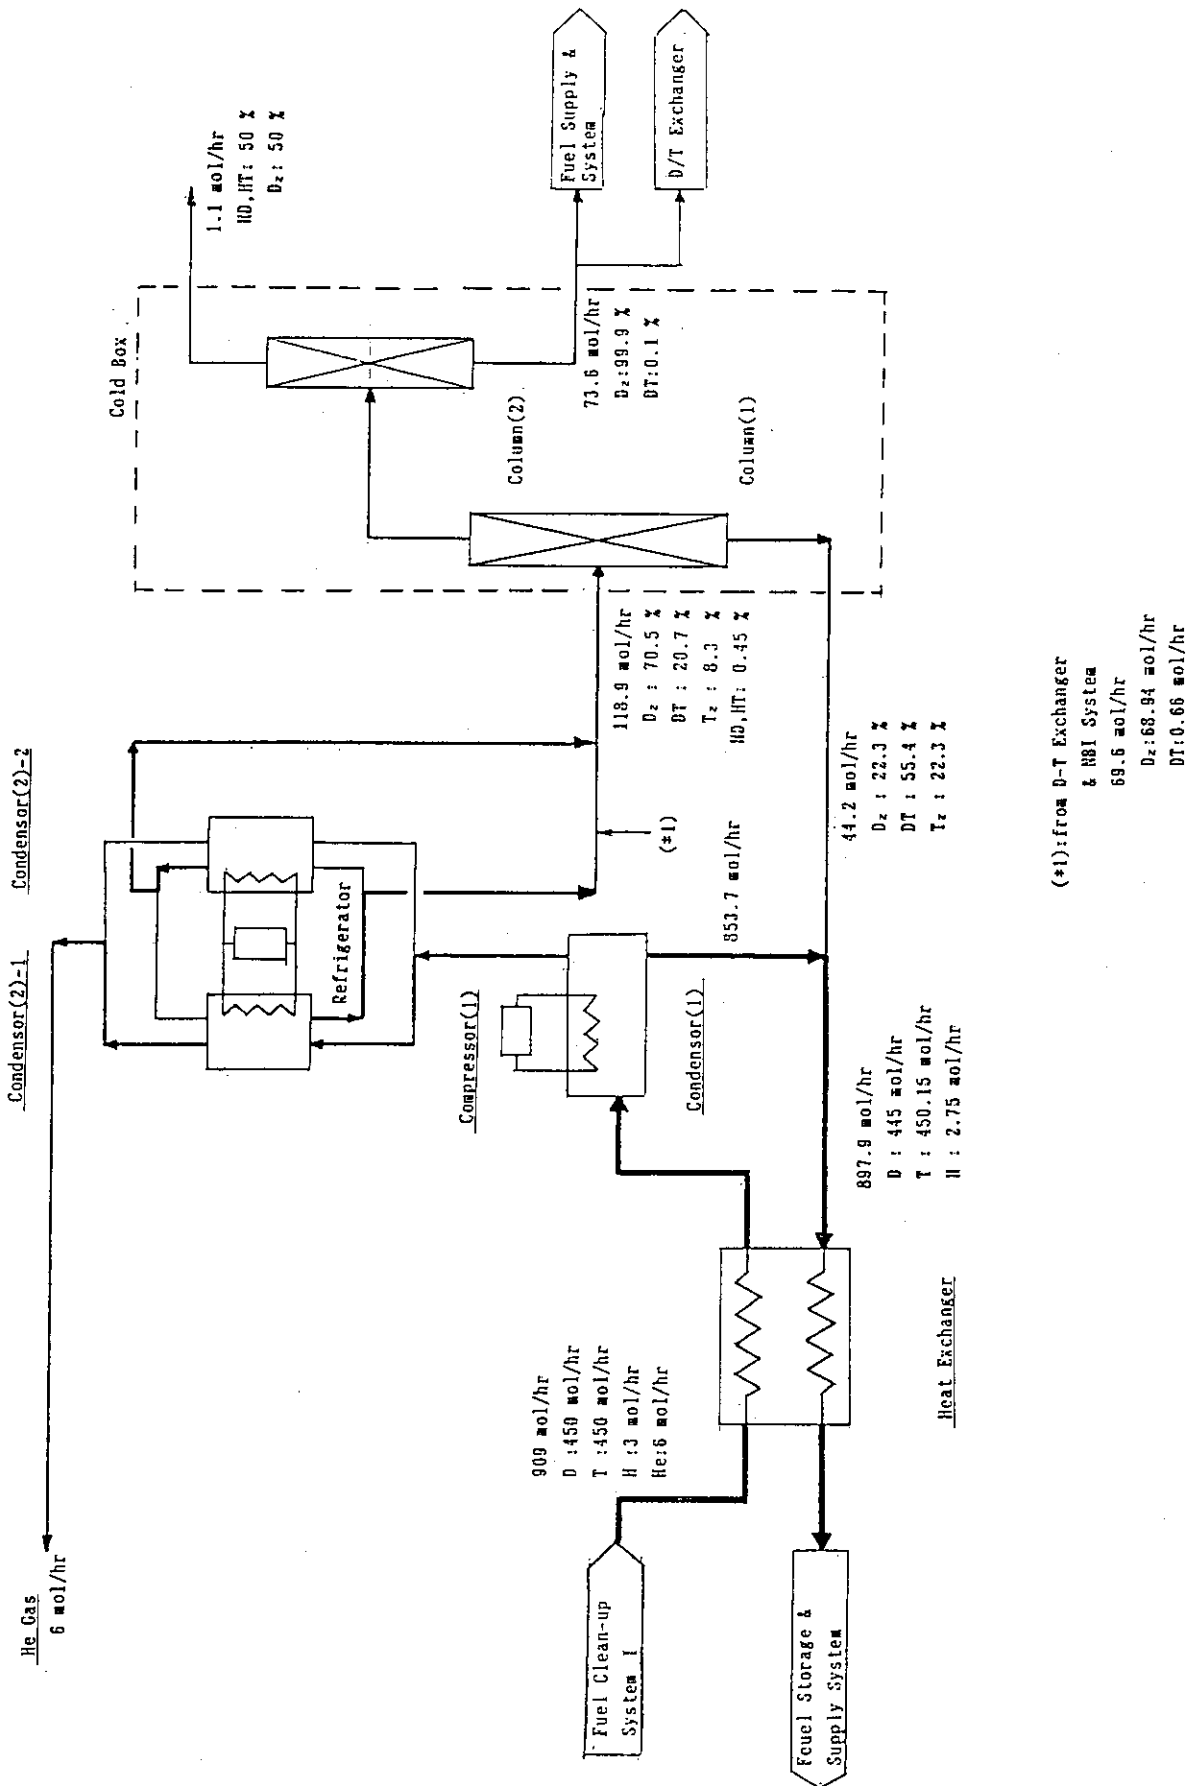 He Gas
6 mol/hr
Condensor(2)-1
Condensor(2)-2
Refrigerator
Cold Box
1.1 mol/hr
HD,HT: 50 %
D₂: 50 %
Compressor(1)
Condensor(1)
853.7 mol/hr
(*1)
118.9 mol/hr
D₂ : 70.5 %
DT : 20.7 %
T₂ : 8.3 %
HD,HT: 0.45 %
Column(2)
73.6 mol/hr
D₂:99.9 %
DT:0.1 %
Column(1)
Fuel Supply &
System
D/T Exchanger
Fuel Clean-up
System I
909 mol/hr
D :450 mol/hr
T :450 mol/hr
H :3 mol/hr
He:6 mol/hr
Fcuel Storage &
Supply System
Heat Exchanger
897.9 mol/hr
D : 445 mol/hr
T : 450.15 mol/hr
H : 2.75 mol/hr
44.2 mol/hr
D₂ : 22.3 %
DT : 55.4 %
T₂ : 22.3 %
(*1):from D-T Exchanger
& NBI System
69.6 mol/hr
D₂:68.94 mol/hr
DT:0.66 mol/hr